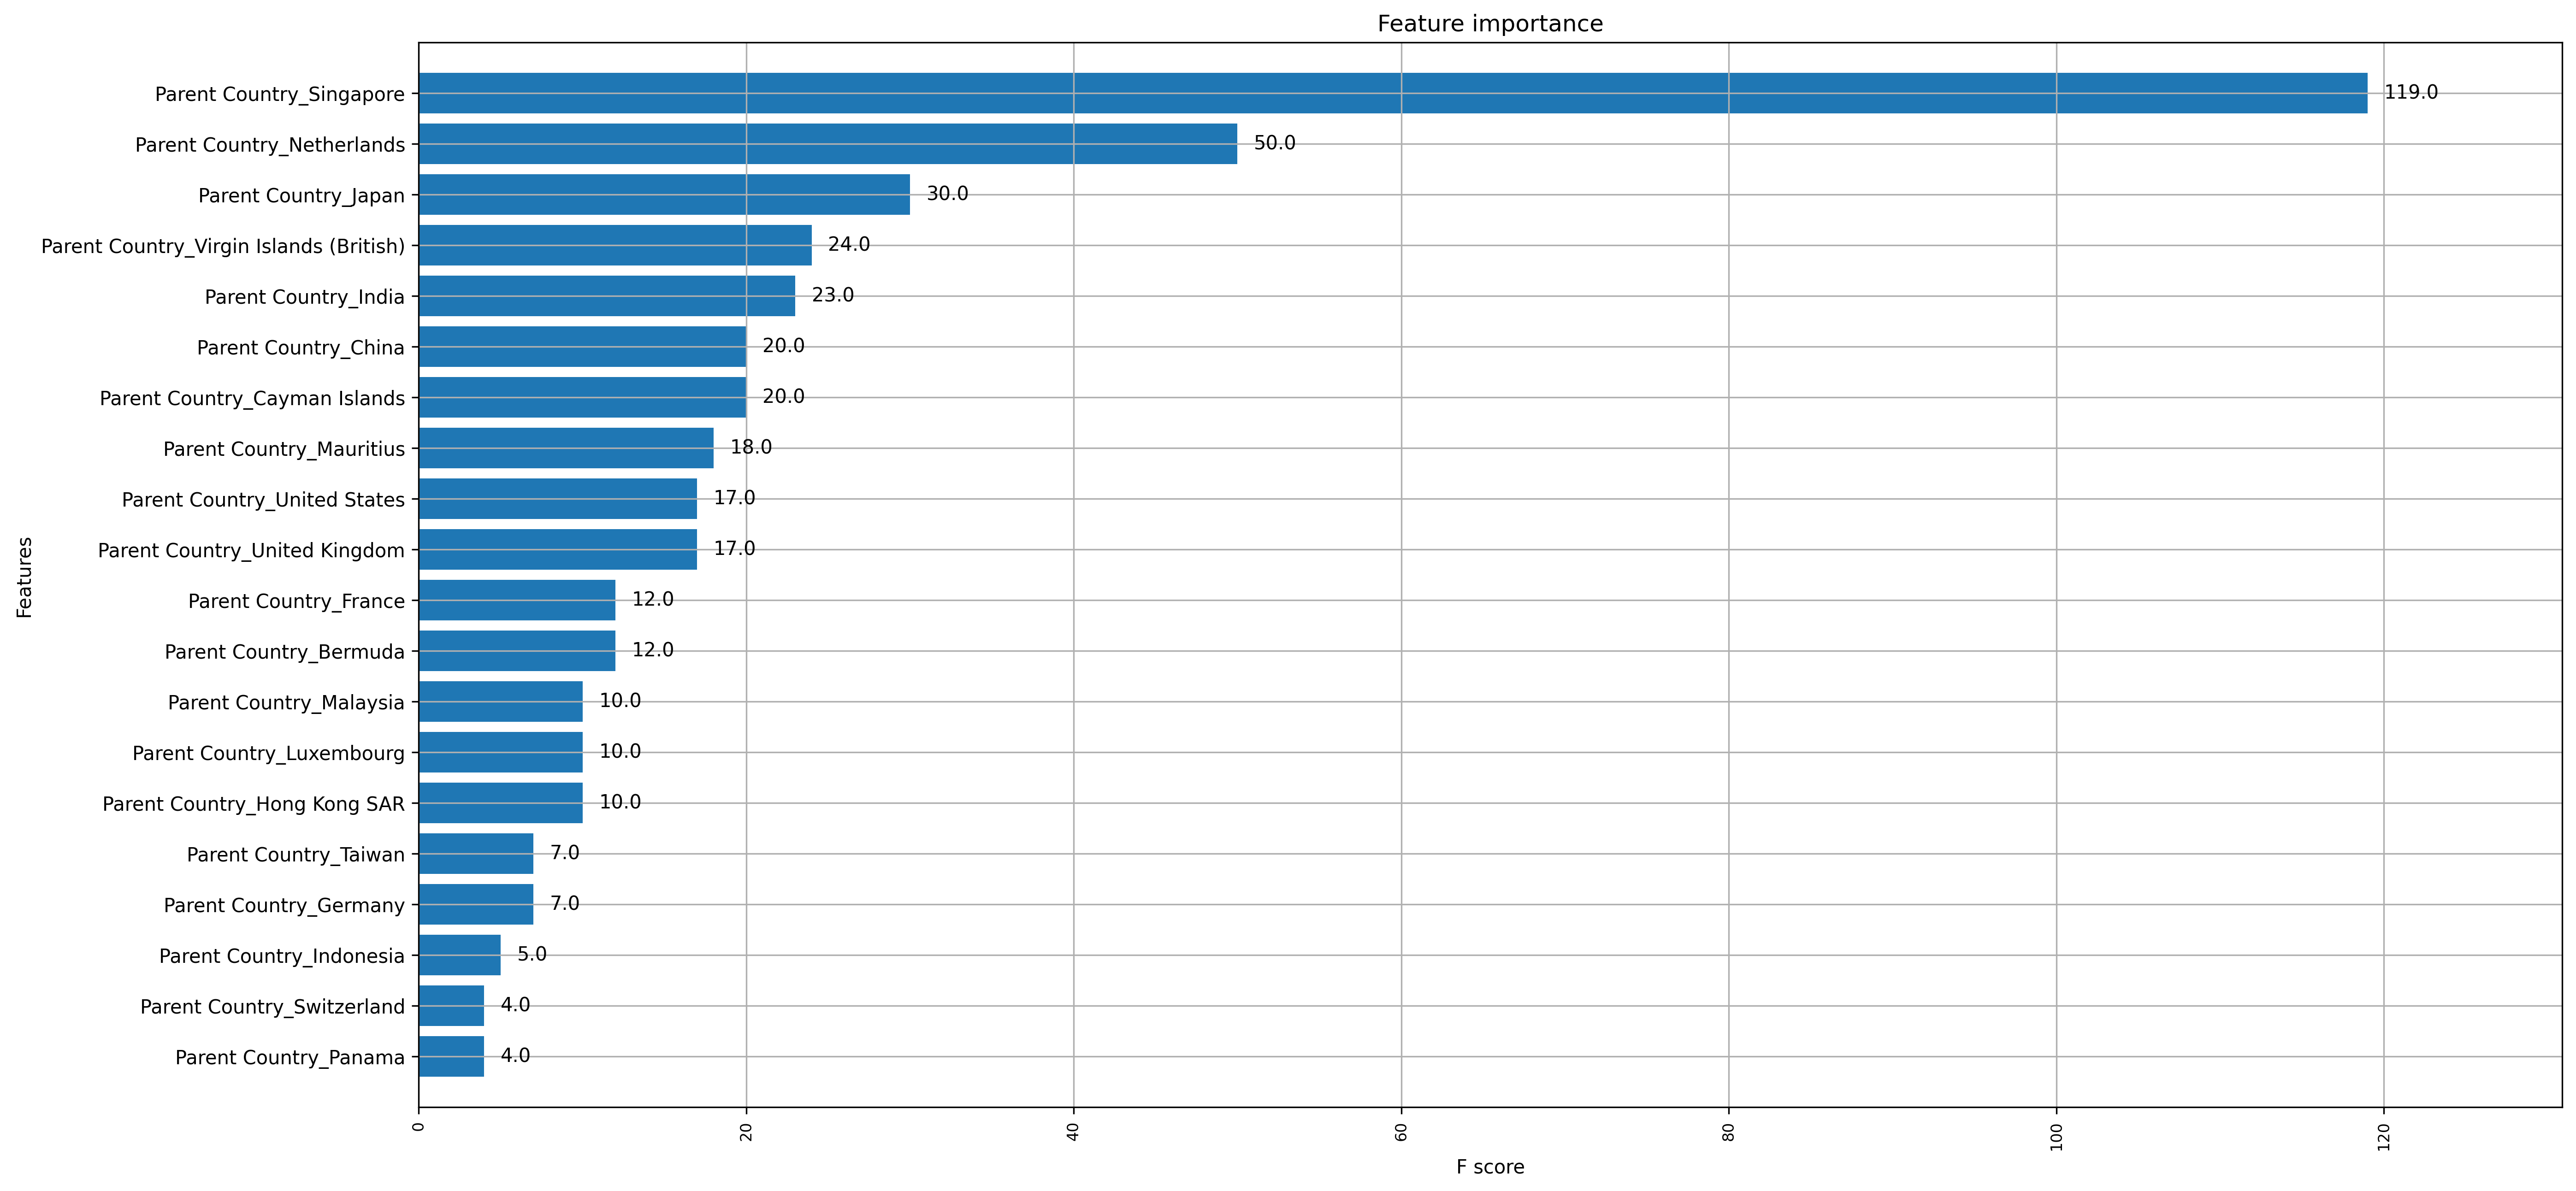 Feature importance
Parent Country_Singapore 119.0
Parent Country_Netherlands 50.0
Parent Country_Japan 30.0
Parent Country_Virgin Islands (British) 24.0
Parent Country_India 23.0
Parent Country_China 20.0
Parent Country_Cayman Islands 20.0
Parent Country_Mauritius 18.0
Parent Country_United States 17.0
Parent Country_United Kingdom 17.0
Parent Country_France 12.0
Parent Country_Bermuda 12.0
Parent Country_Malaysia 10.0
Parent Country_Luxembourg 10.0
Parent Country_Hong Kong SAR 10.0
Parent Country_Taiwan 7.0
Parent Country_Germany 7.0
Parent Country_Indonesia 5.0
Parent Country_Switzerland 4.0
Parent Country_Panama 4.0
Features
0 20 40 60 80 100 120
F score